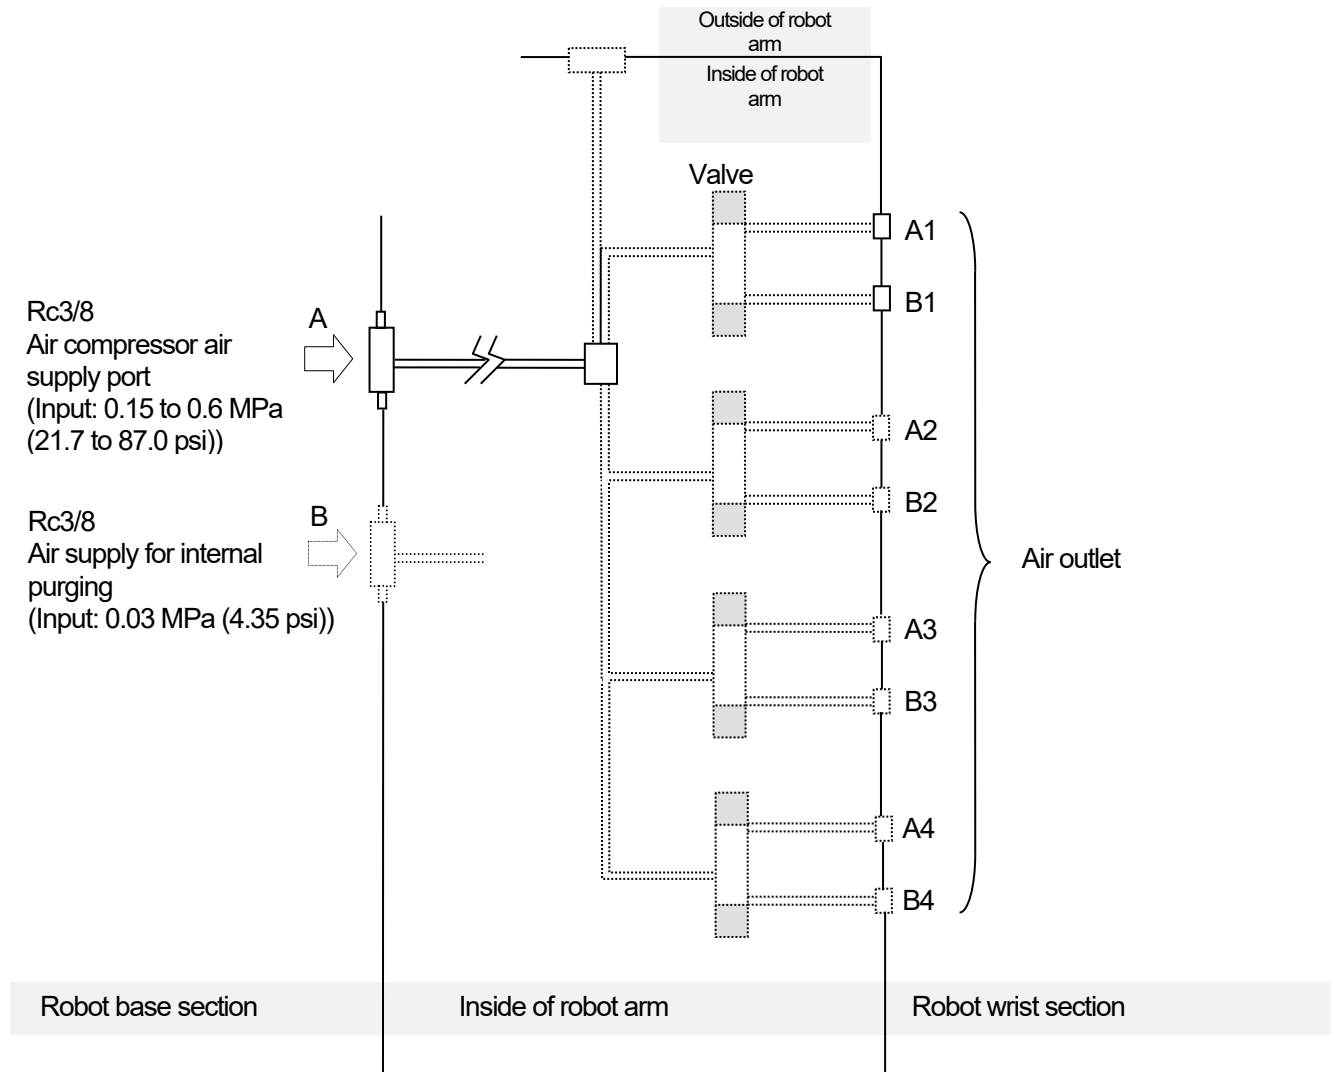 Outside of robot
arm
Inside of robot
arm
Valve
A1
B1
Rc3/8
Air compressor air
supply port
(Input: 0.15 to 0.6 MPa
(21.7 to 87.0 psi))
A
A2
B2
Rc3/8
Air supply for internal
purging
(Input: 0.03 MPa (4.35 psi))
B
Air outlet
A3
B3
A4
B4
Robot base section
Inside of robot arm
Robot wrist section